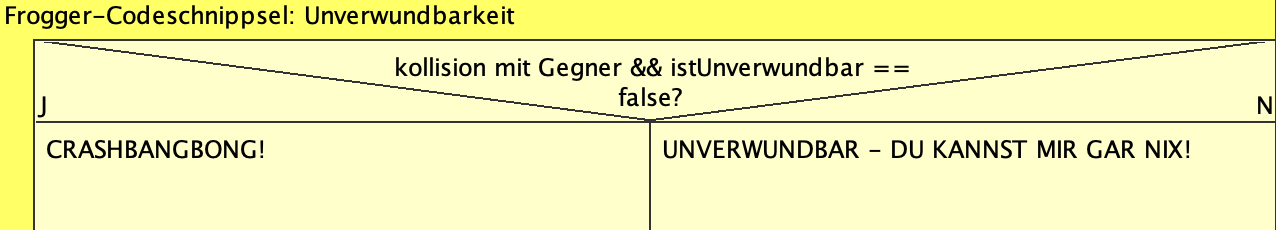 Frogger-Codeschnippsel: Unverwundbarkeit
kollision mit Gegner && istUnverwundbar ==
false?
J
N
CRASHBANGBONG!
UNVERWUNDBAR - DU KANNST MIR GAR NIX!